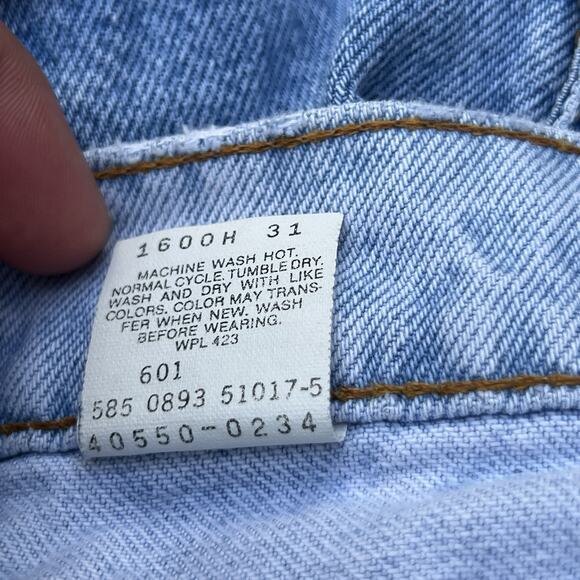 1600H 31
MACHINE WASH HOT.
NORMAL CYCLE. TUMBLE DRY.
WASH AND DRY WITH LIKE
COLORS. COLOR MAY TRANS-
FER WHEN NEW. WASH
BEFORE WEARING.
WPL 423
601
585 0893 51017-5
40550-0234